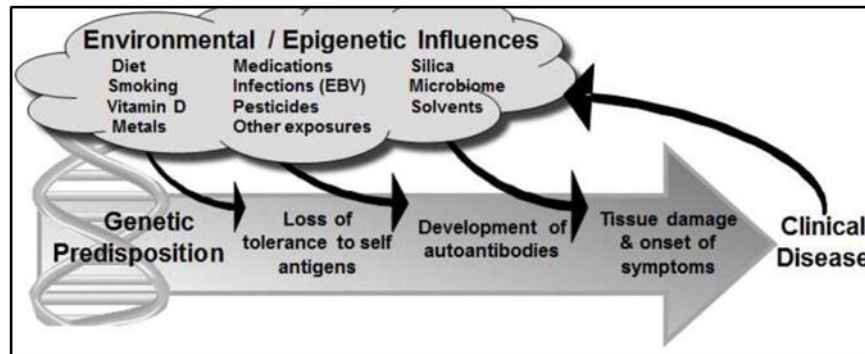 Environmental / Epigenetic Influences
Diet Medications Silica
Smoking Infections (EBV) Microbiome
Vitamin D Pesticides Solvents
Metals Other exposures
Genetic
Predisposition
Loss of
tolerance to self
antigens
Development of
autoantibodies
Tissue damage
& onset of
symptoms
Clinical
Disease